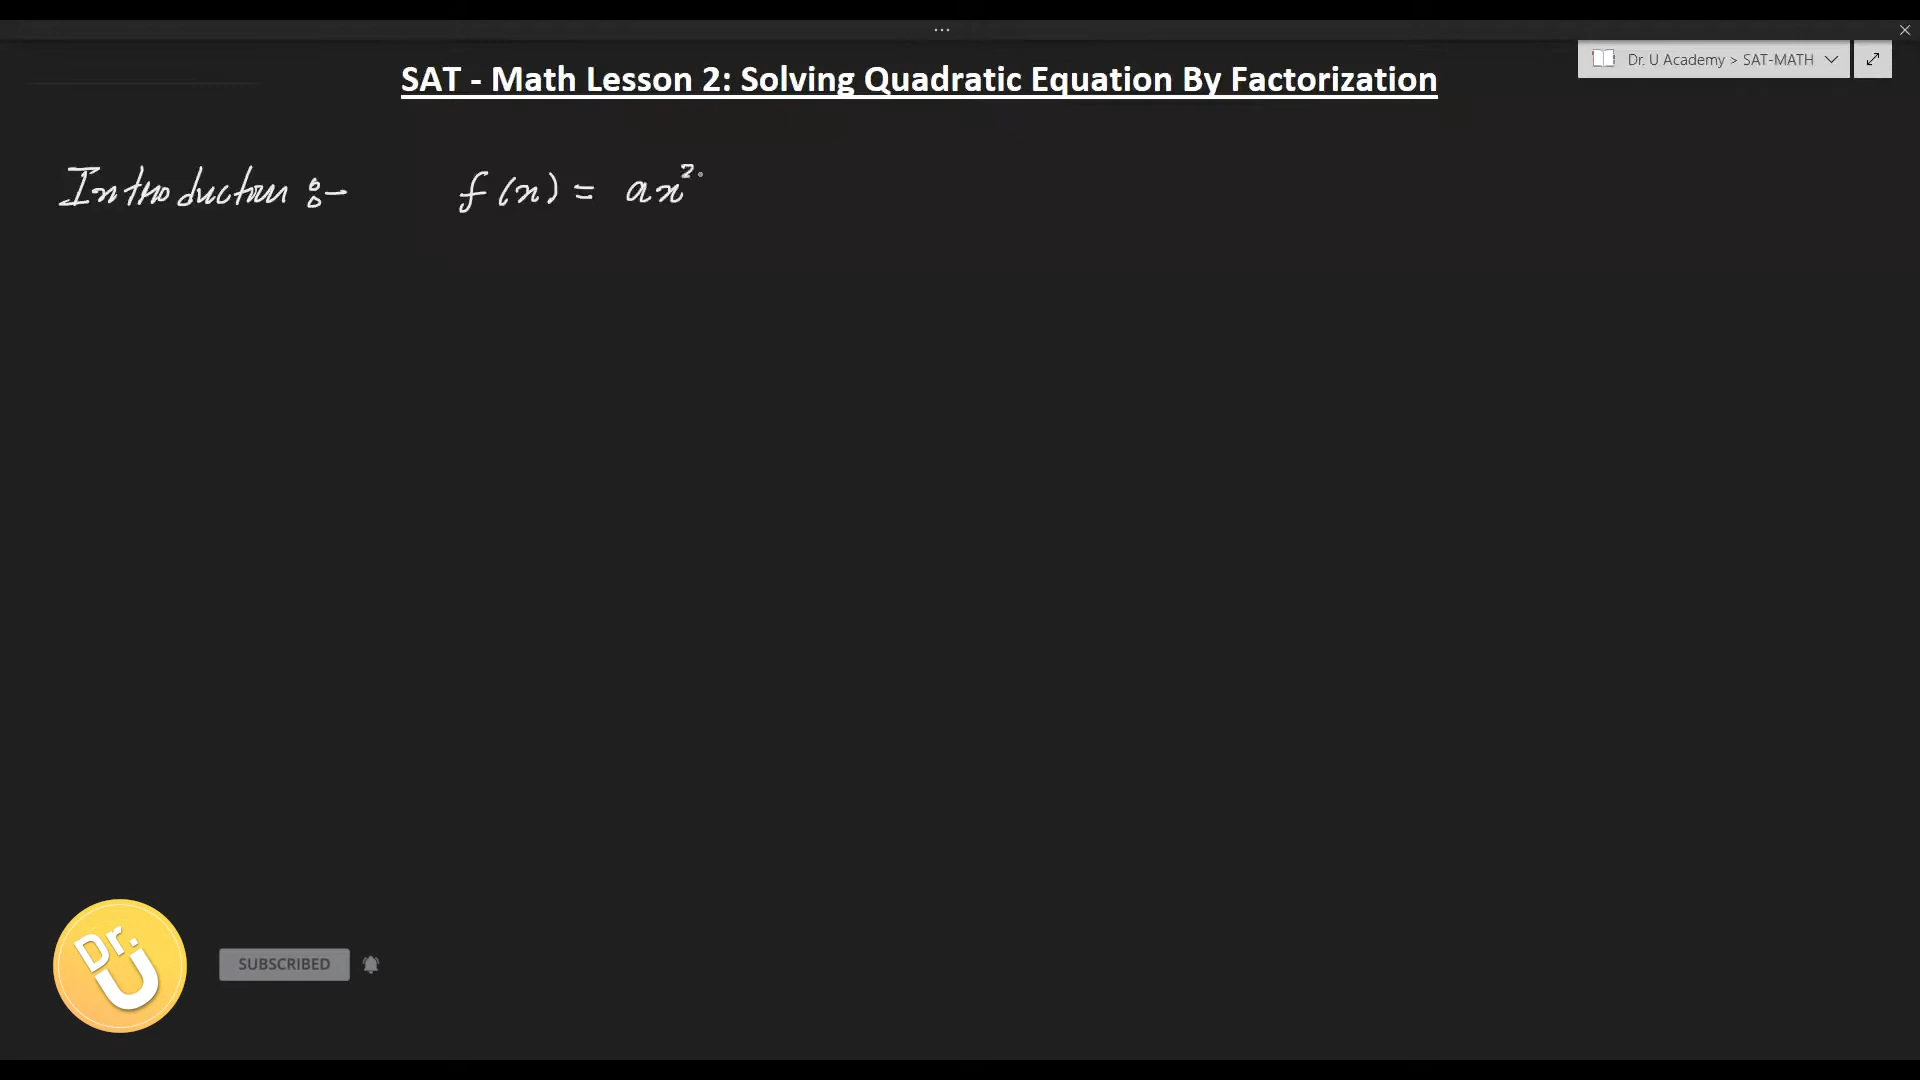 SAT - Math Lesson 2: Solving Quadratic Equation By Factorization
Dr. U Academy > SAT-MATH
Introduction :- f(x) = ax²
Dr. U
SUBSCRIBED